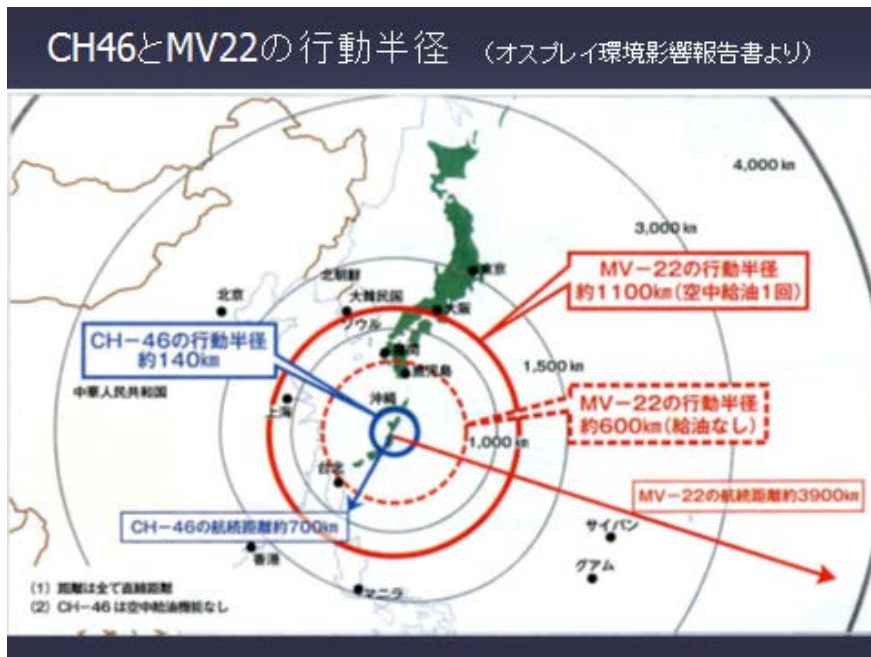 CH46とMV22の行動半径 (オスプレイ環境影響報告書より)
4,000㎞
3,000㎞
MV-22の行動半径
約1100㎞(空中給油1回)
東京
北朝鮮
北京
大韓民国
大阪
ソウル
CH-46の行動半径
約140㎞
福岡
鹿児島
1,500㎞
中華人民共和国
上海
沖縄
MV-22の行動半径
約600㎞(給油なし)
1,000㎞
台北
MV-22の航続距離約3900㎞
CH-46の航続距離約700㎞
サイパン
香港
グアム
マニラ
(1) 距離は全て直線距離
(2) CH-46は空中給油機能なし